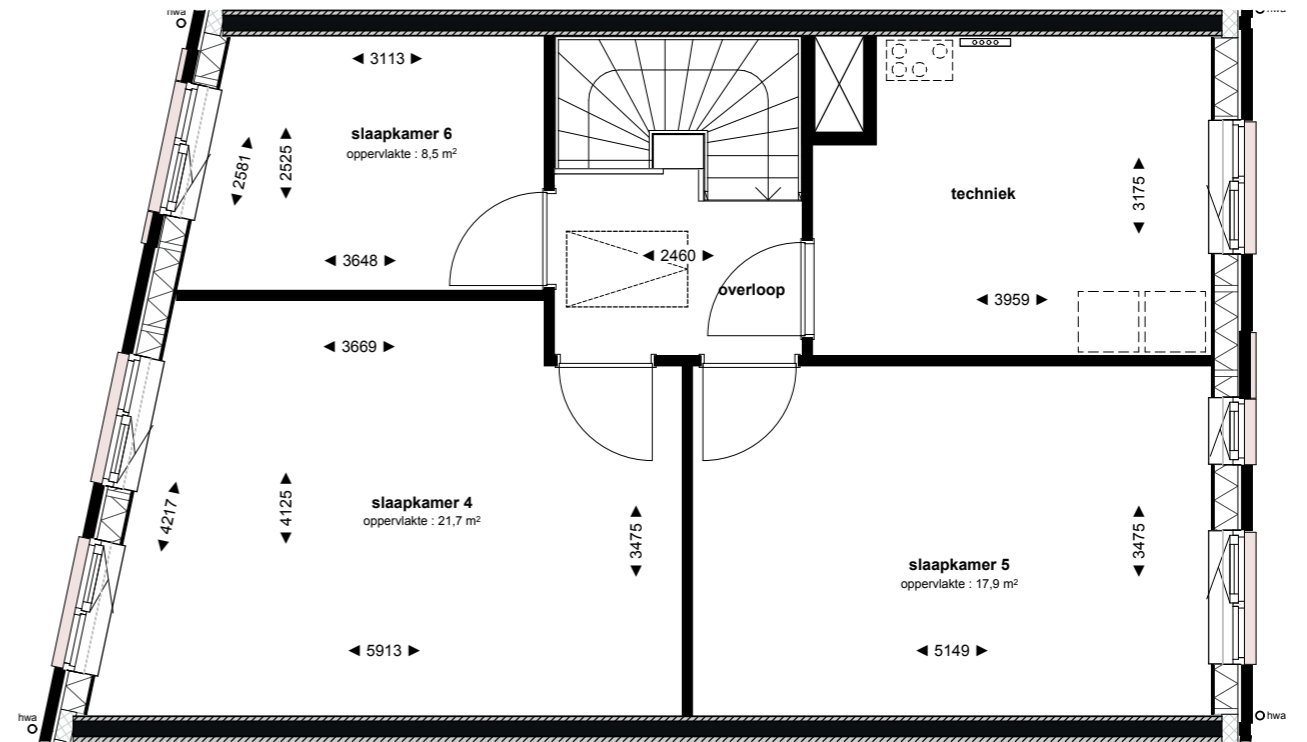 hwa
hwa
3113
slaapkamer 6
oppervlakte : 8,5 m²
2581
2525
3648
2460
overloop
techniek
3175
3959
3669
slaapkamer 4
oppervlakte : 21,7 m²
4217
4125
3475
5913
slaapkamer 5
oppervlakte : 17,9 m²
3475
5149
hwa
hwa